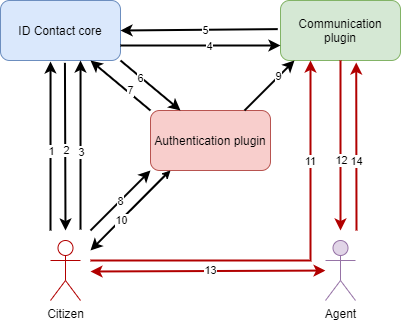 ID Contact core
Communication
plugin
5
4
6
7
9
Authentication plugin
1
2
3
8
10
11
12
14
13
Citizen
Agent